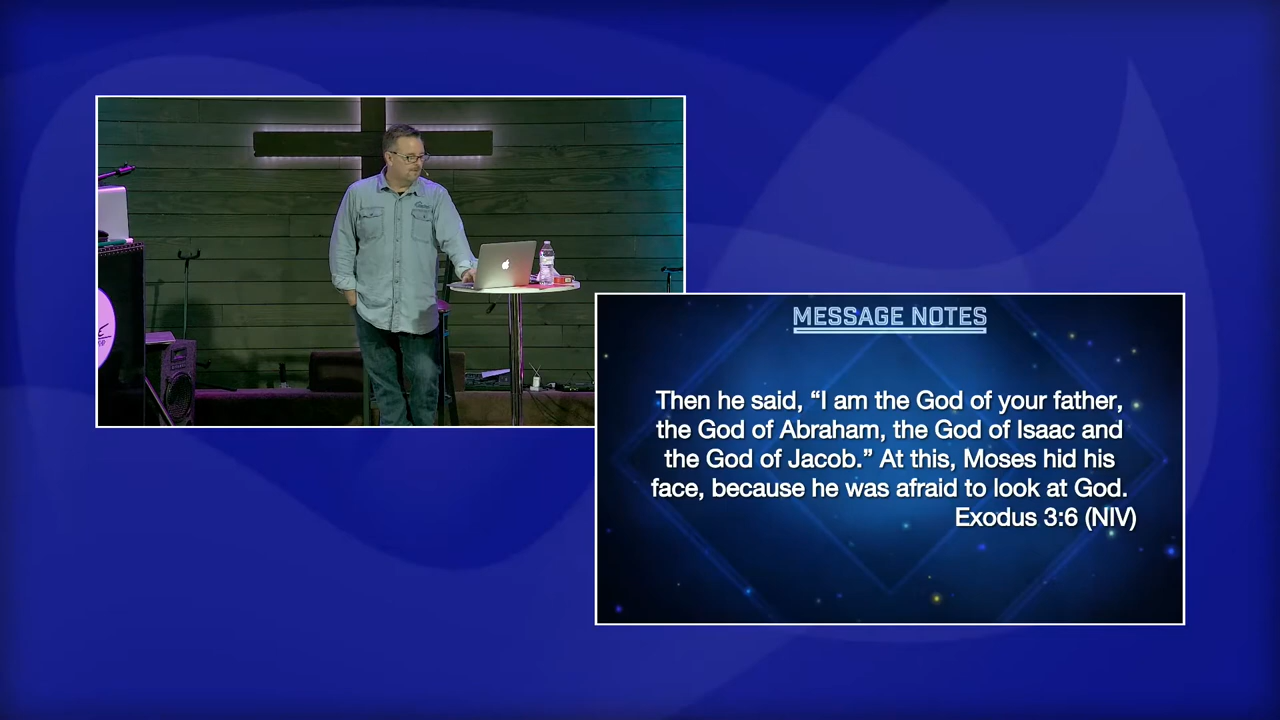 MESSAGE NOTES
Then he said, “I am the God of your father,
the God of Abraham, the God of Isaac and
the God of Jacob.” At this, Moses hid his
face, because he was afraid to look at God.
Exodus 3:6 (NIV)